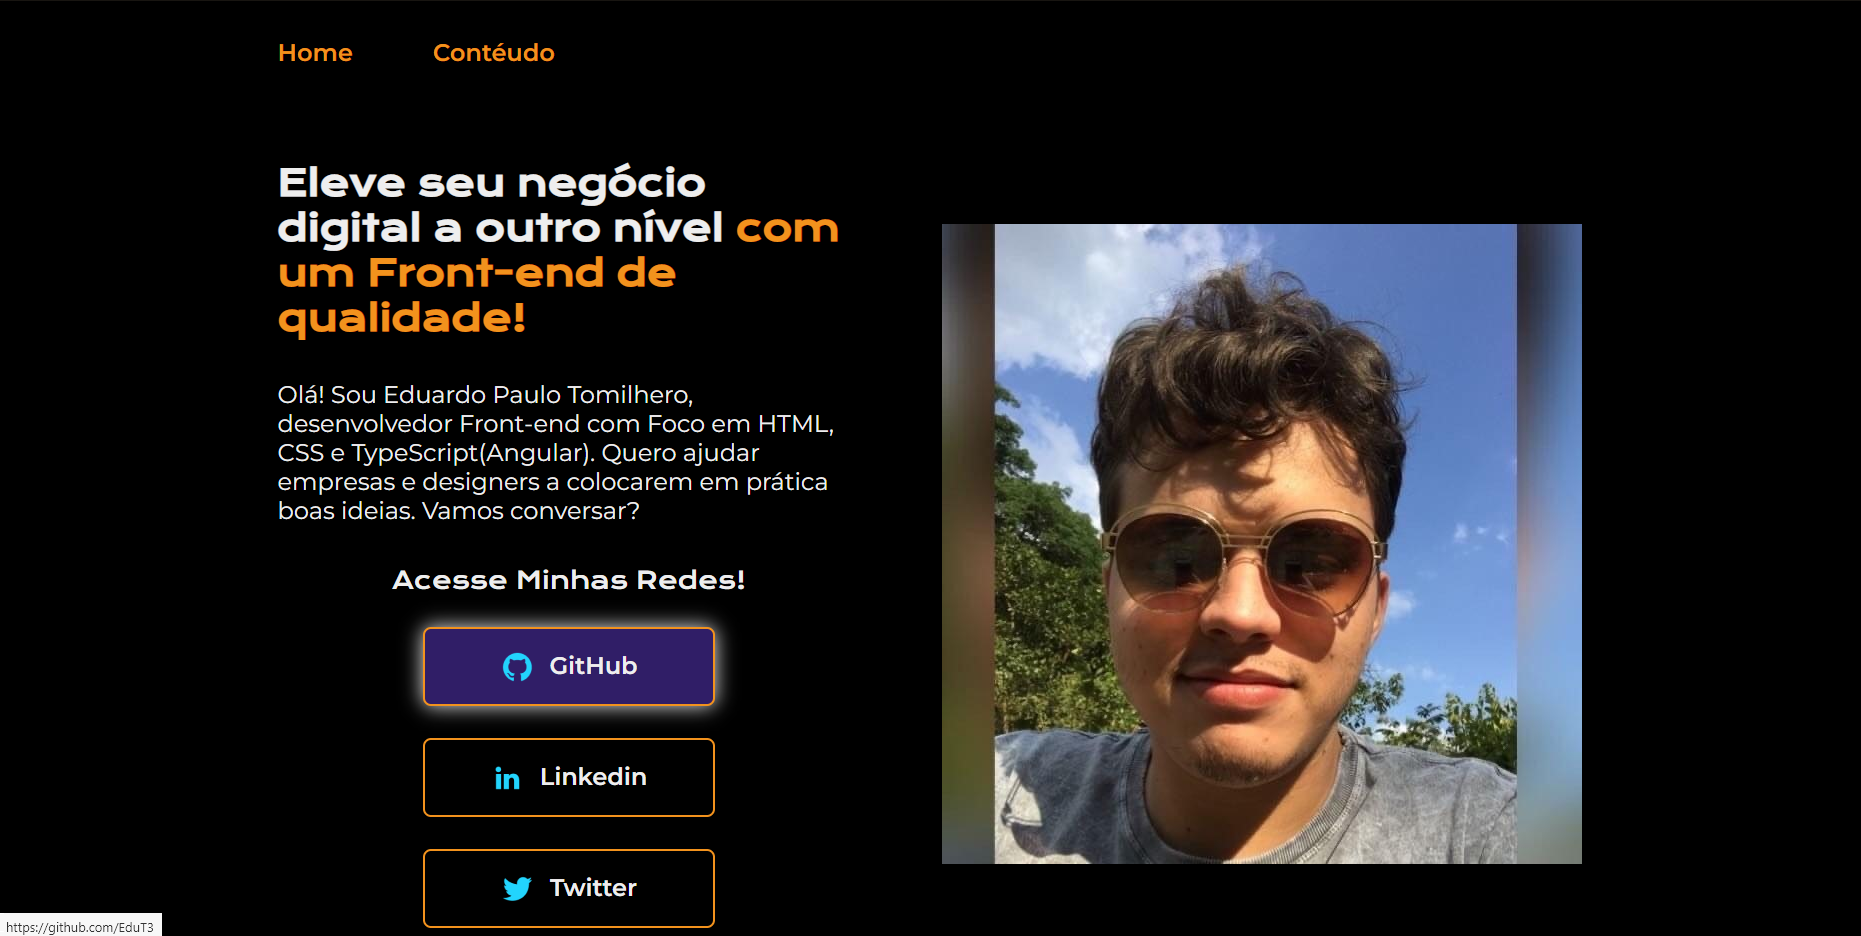 Home Contéudo
Eleve seu negócio
digital a outro nível com
um Front-end de
qualidade!
Olá! Sou Eduardo Paulo Tomilhero,
desenvolvedor Front-end com Foco em HTML,
CSS e TypeScript(Angular). Quero ajudar
empresas e designers a colocarem em prática
boas ideias. Vamos conversar?
Acesse Minhas Redes!
GitHub
Linkedin
Twitter
https://github.com/EduT3